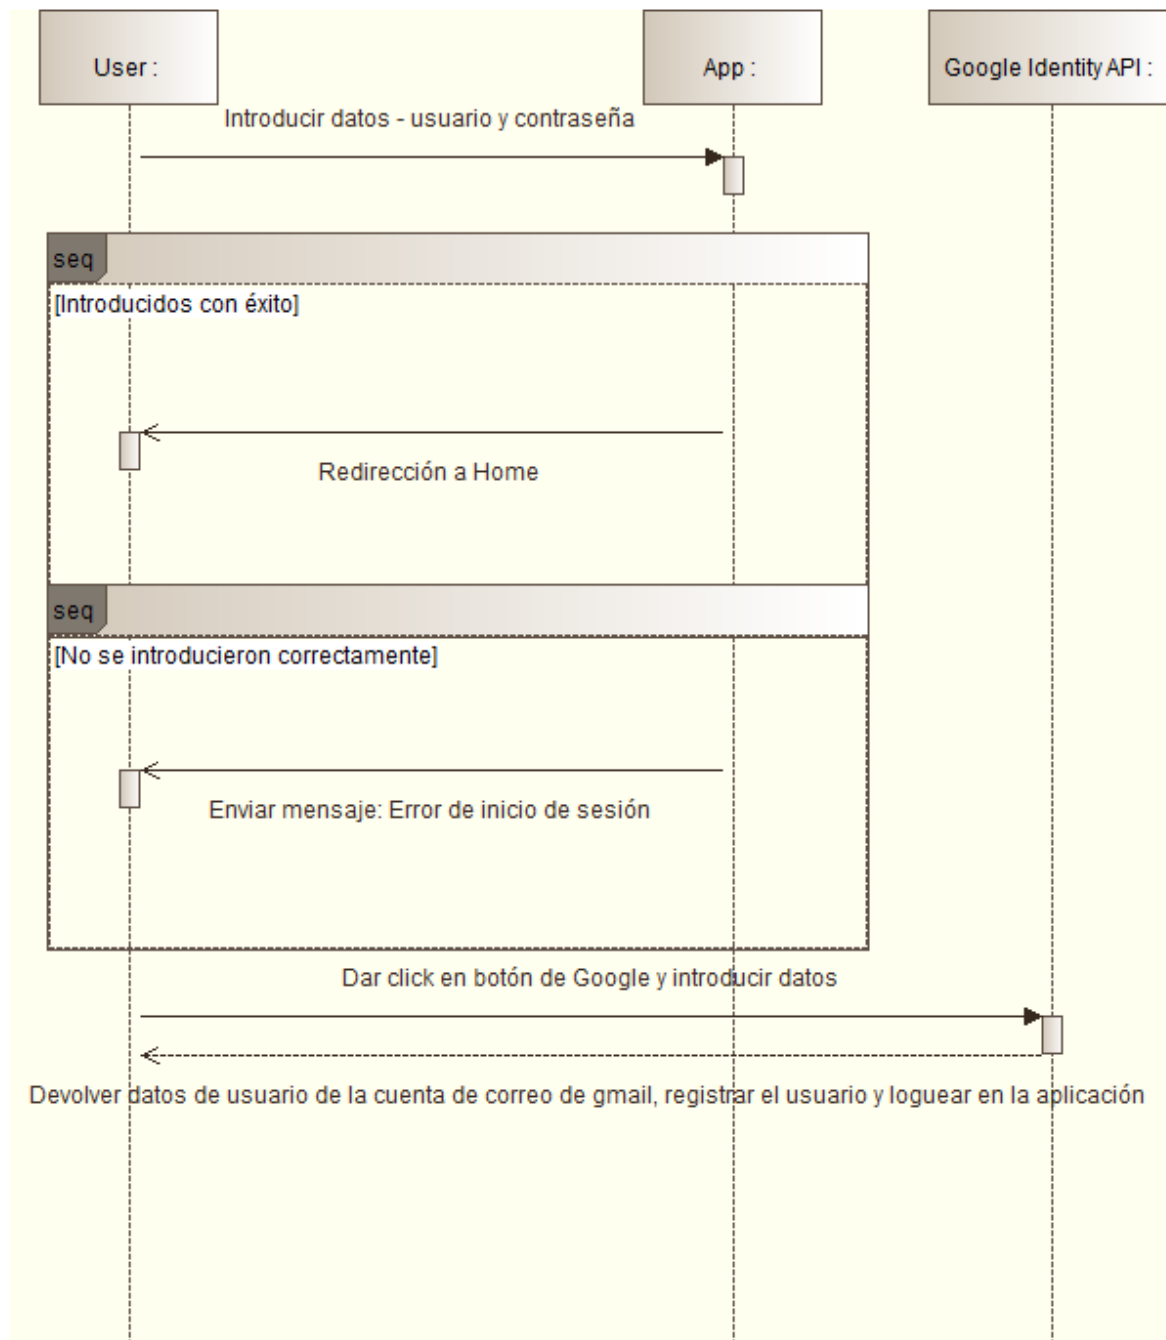 User :
App :
Google Identity API :
Introducir datos - usuario y contraseña
seq
[Introducidos con éxito]
Redirección a Home
seq
[No se introducieron correctamente]
Enviar mensaje: Error de inicio de sesión
Dar click en botón de Google y introducir datos
Devolver datos de usuario de la cuenta de correo de gmail, registrar el usuario y loguear en la aplicación